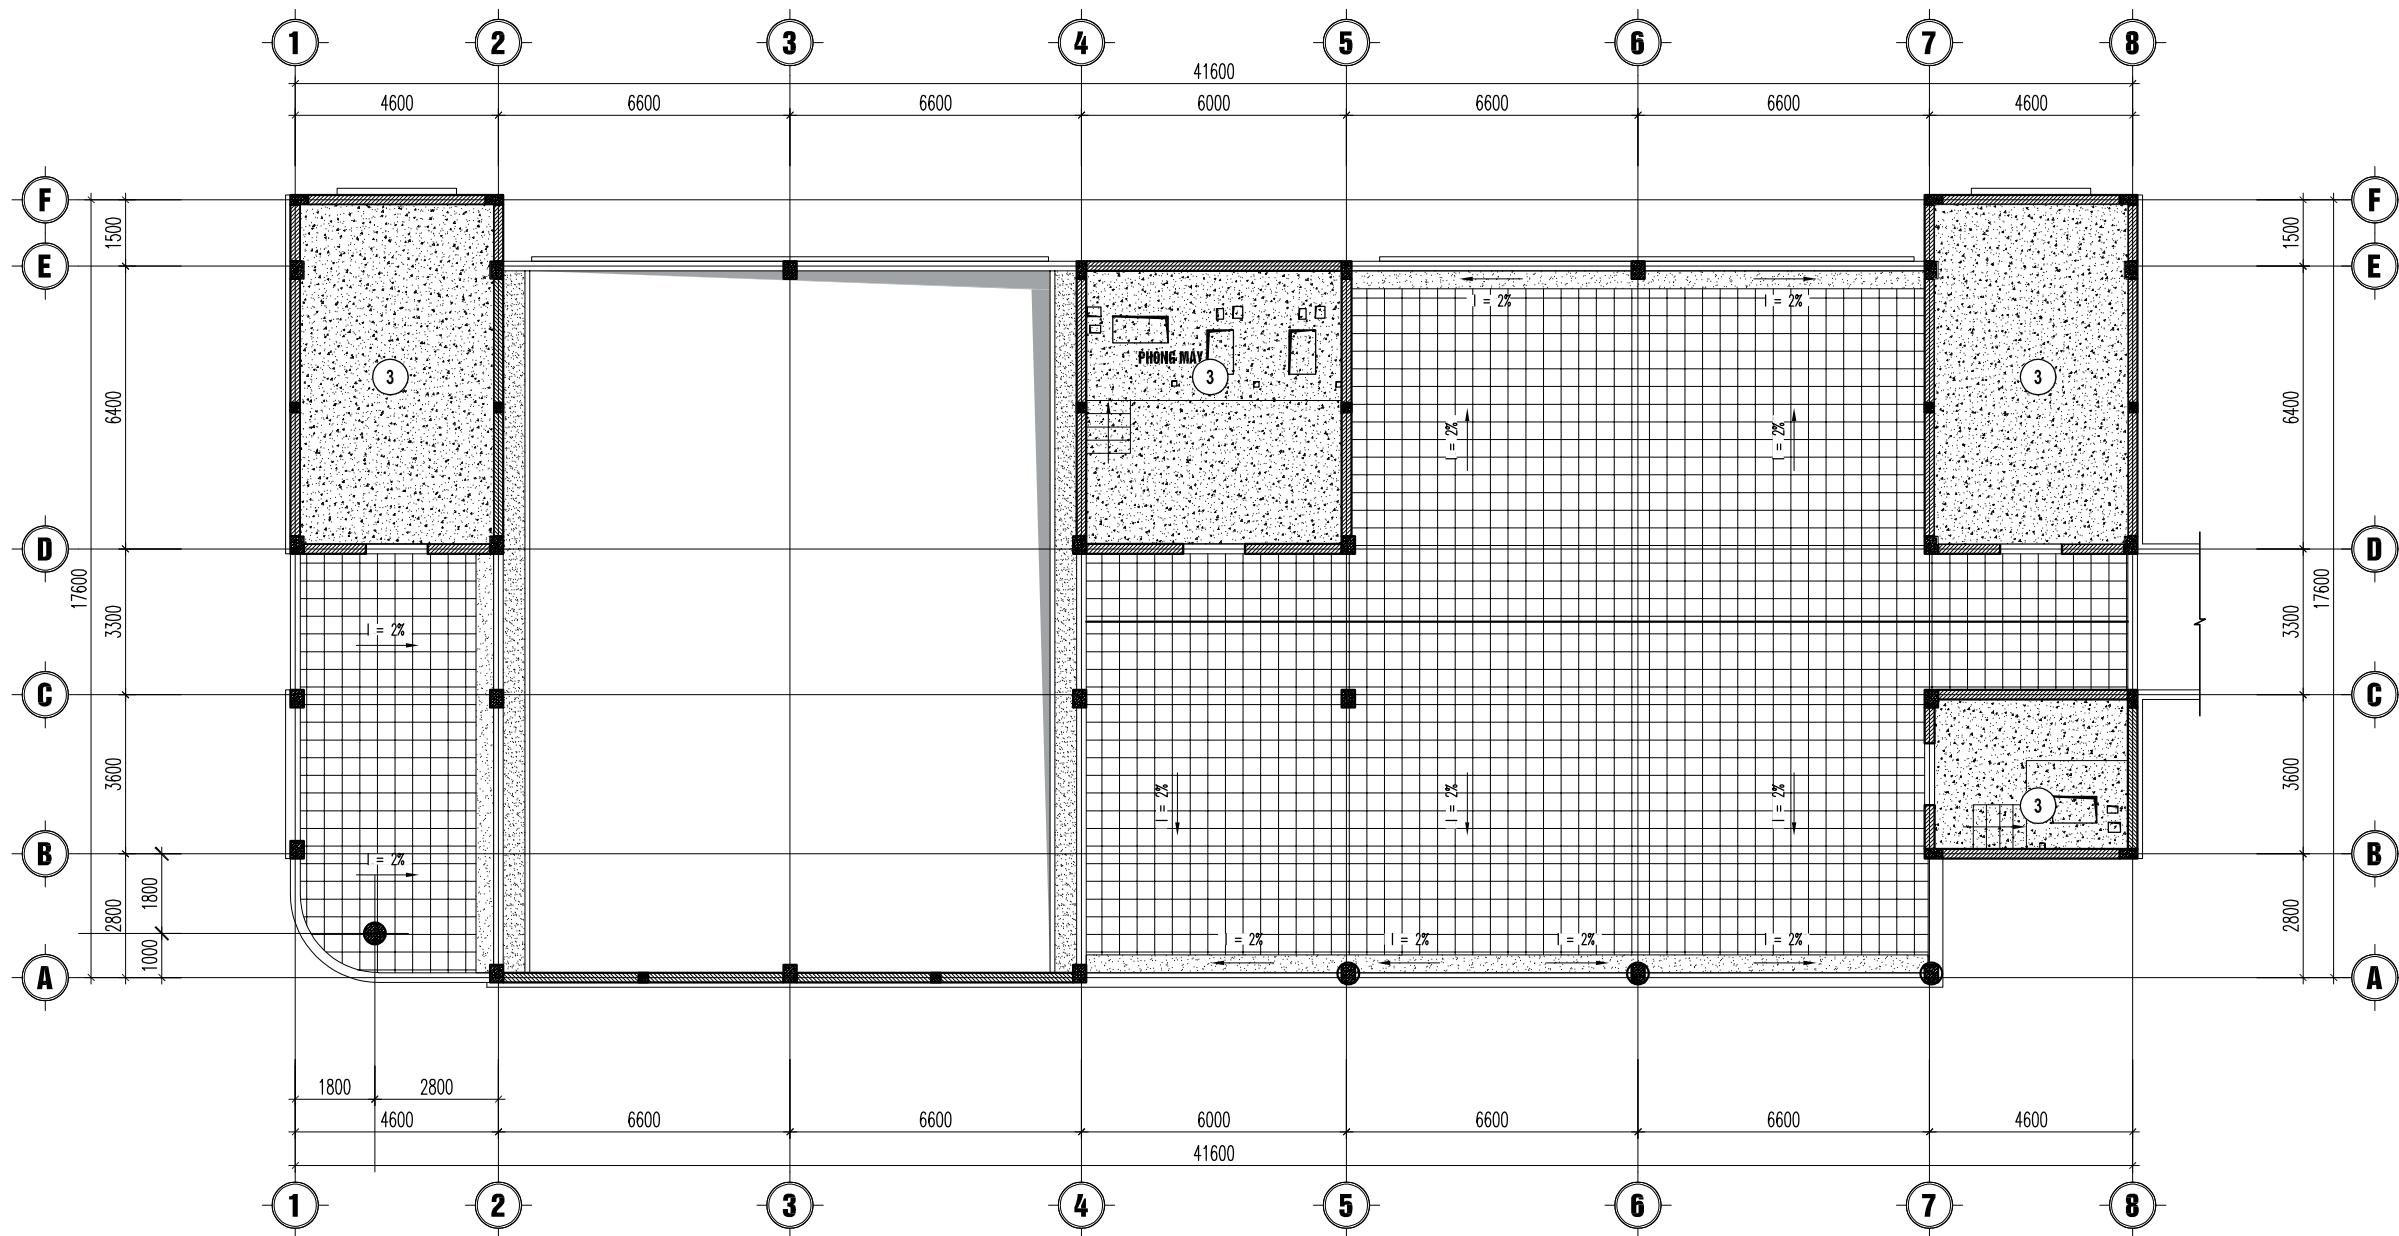 1 2 3 4 5 6 7 8
41600
4600 6600 6600 6000 6600 6600 4600
F F
1500 1500
E E
I = 2% I = 2%
PHÒNG MÁY
3 3 3
6400 6400
I = 2% I = 2%
D D
17600 17600
3300 3300
I = 2%
C C
3600 3600
I = 2% I = 2% I = 2%
3
B B
I = 2%
1800
2800 2800
I = 2% I = 2% I = 2% I = 2%
1000
A A
1800 2800
4600 6600 6600 6000 6600 6600 4600
41600
1 2 3 4 5 6 7 8